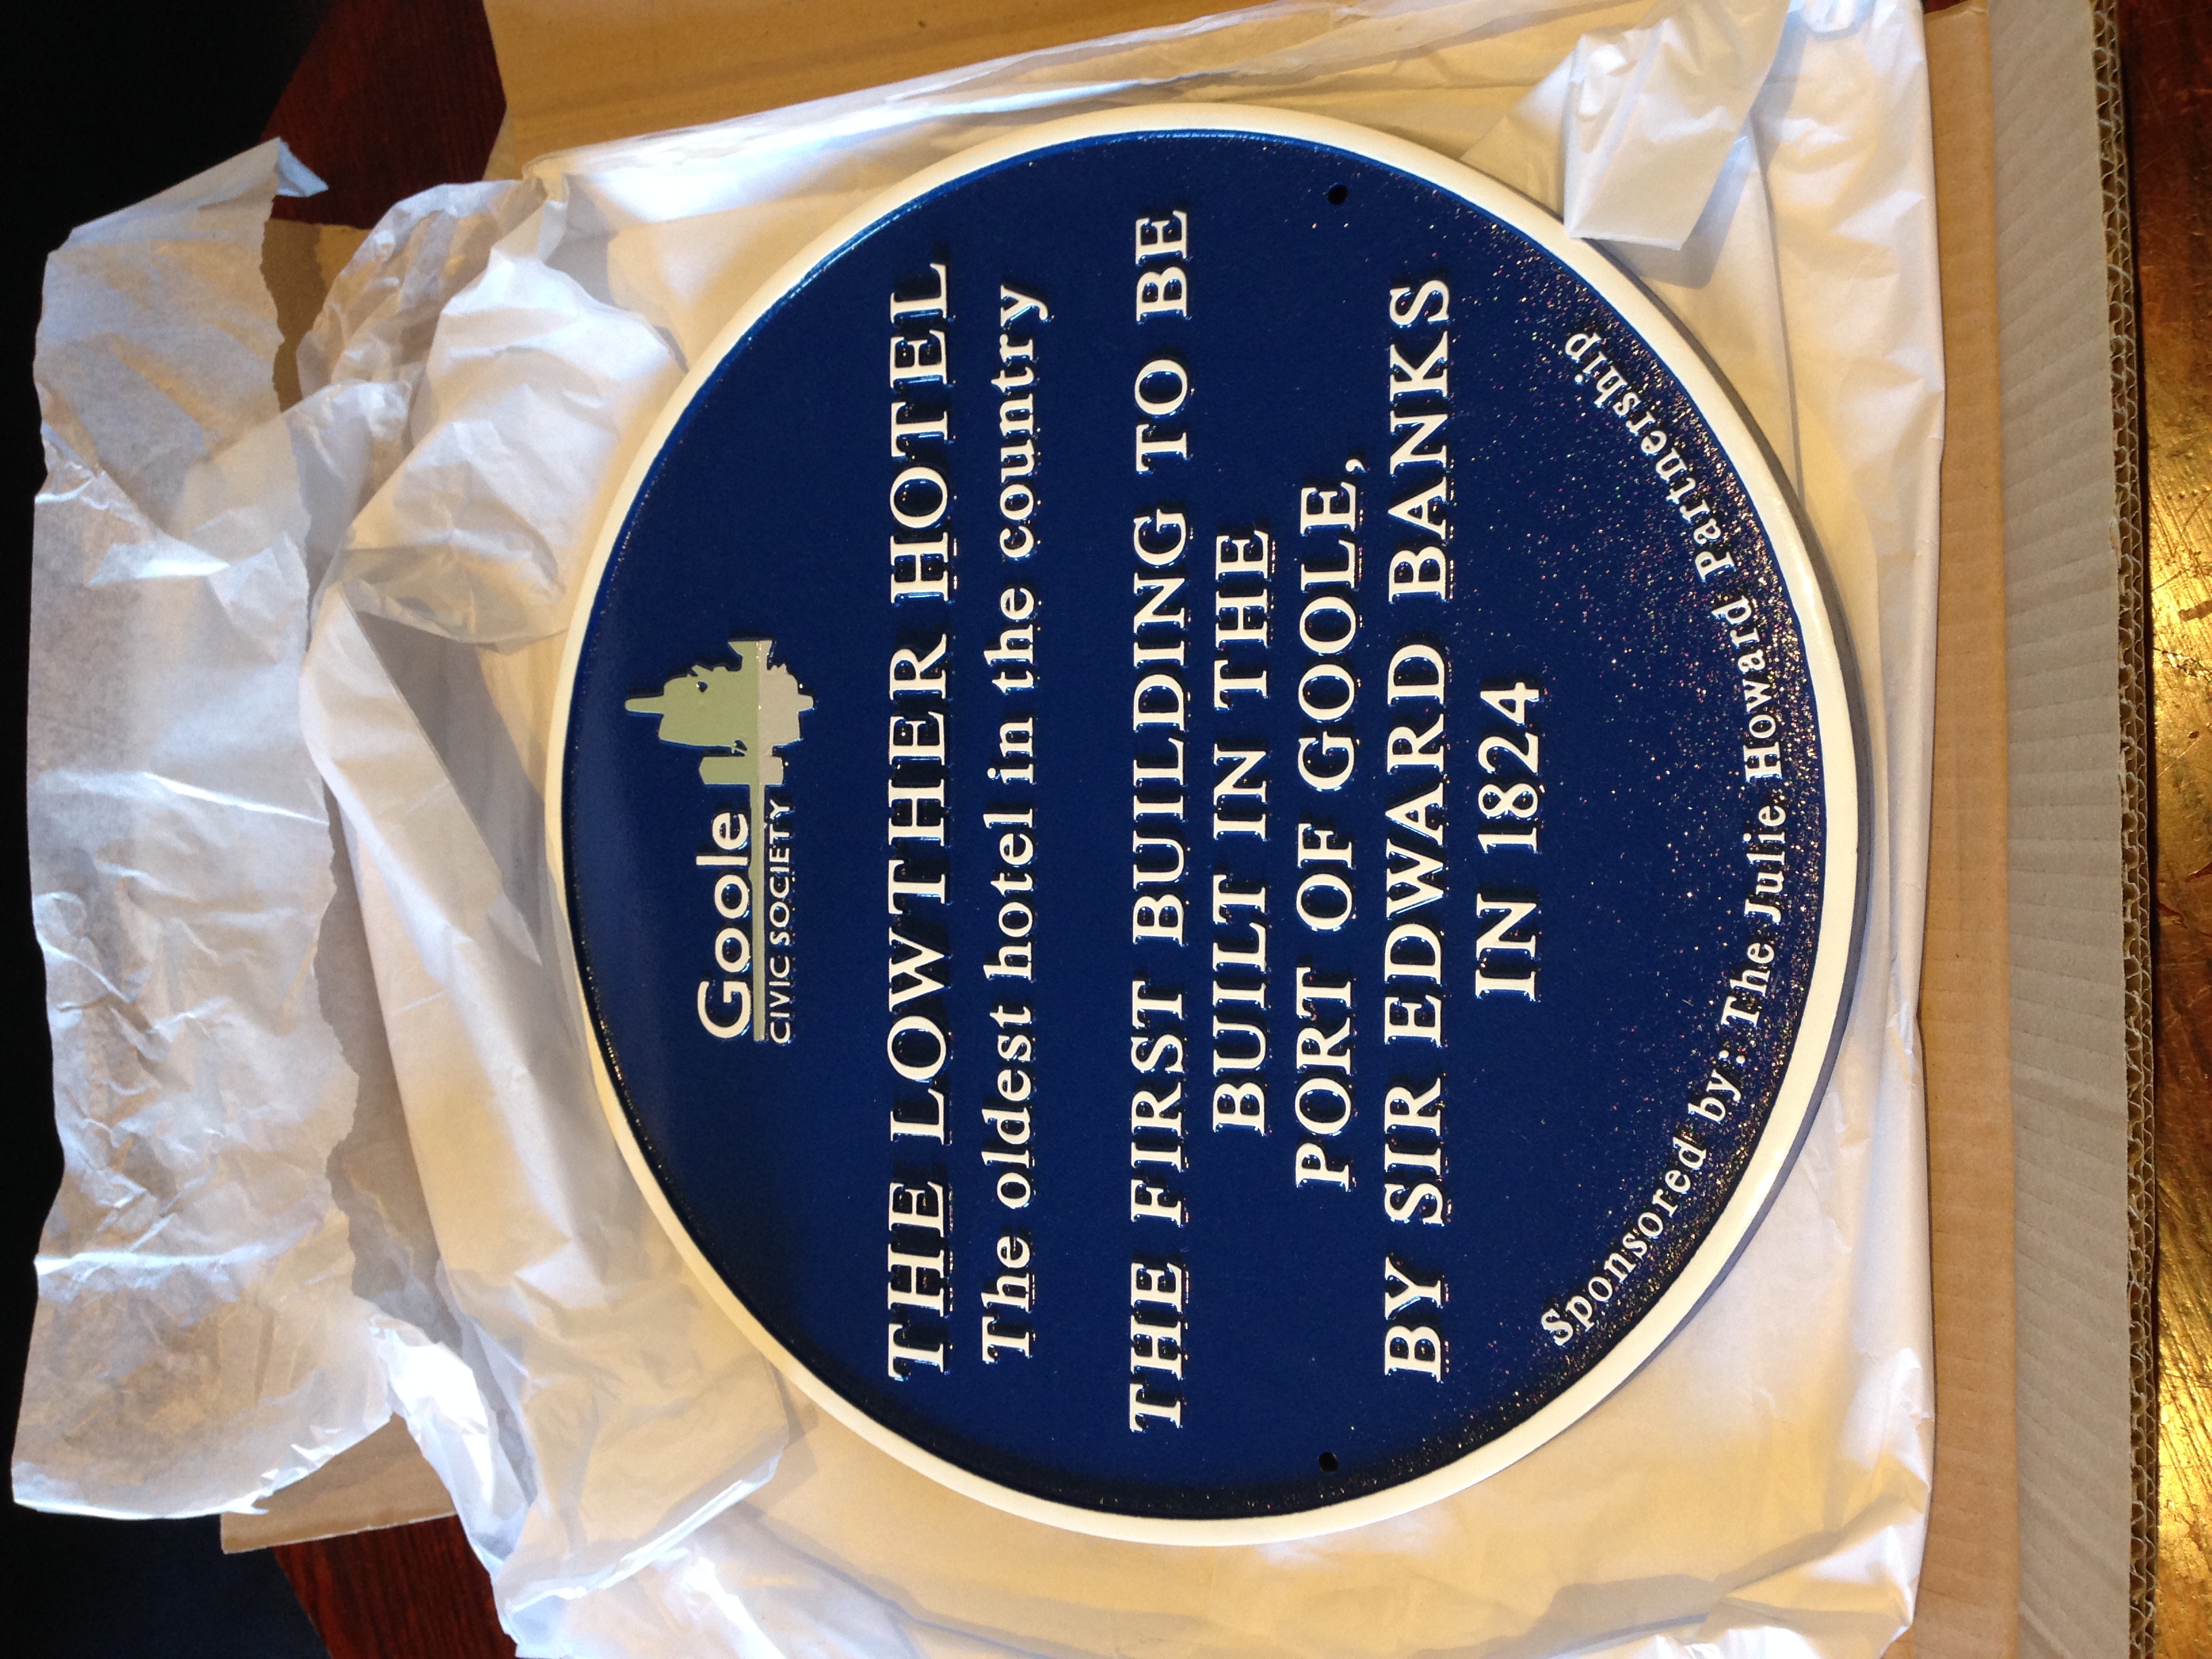 Goole
CIVIC SOCIETY
THE LOWTHER HOTEL
The oldest hotel in the country
THE FIRST BUILDING TO BE
BUILT IN THE
PORT OF GOOLE,
BY SIR EDWARD BANKS
IN 1824
Sponsored by: The Julie Howard Partnership